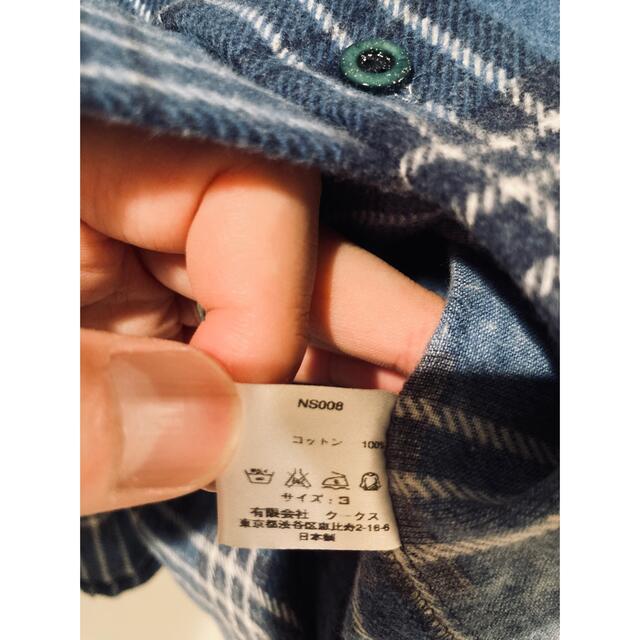 NS008
コットン 100%
サイズ：3
有限会社 クークス
東京都渋谷区恵比寿2-16-6
日本製